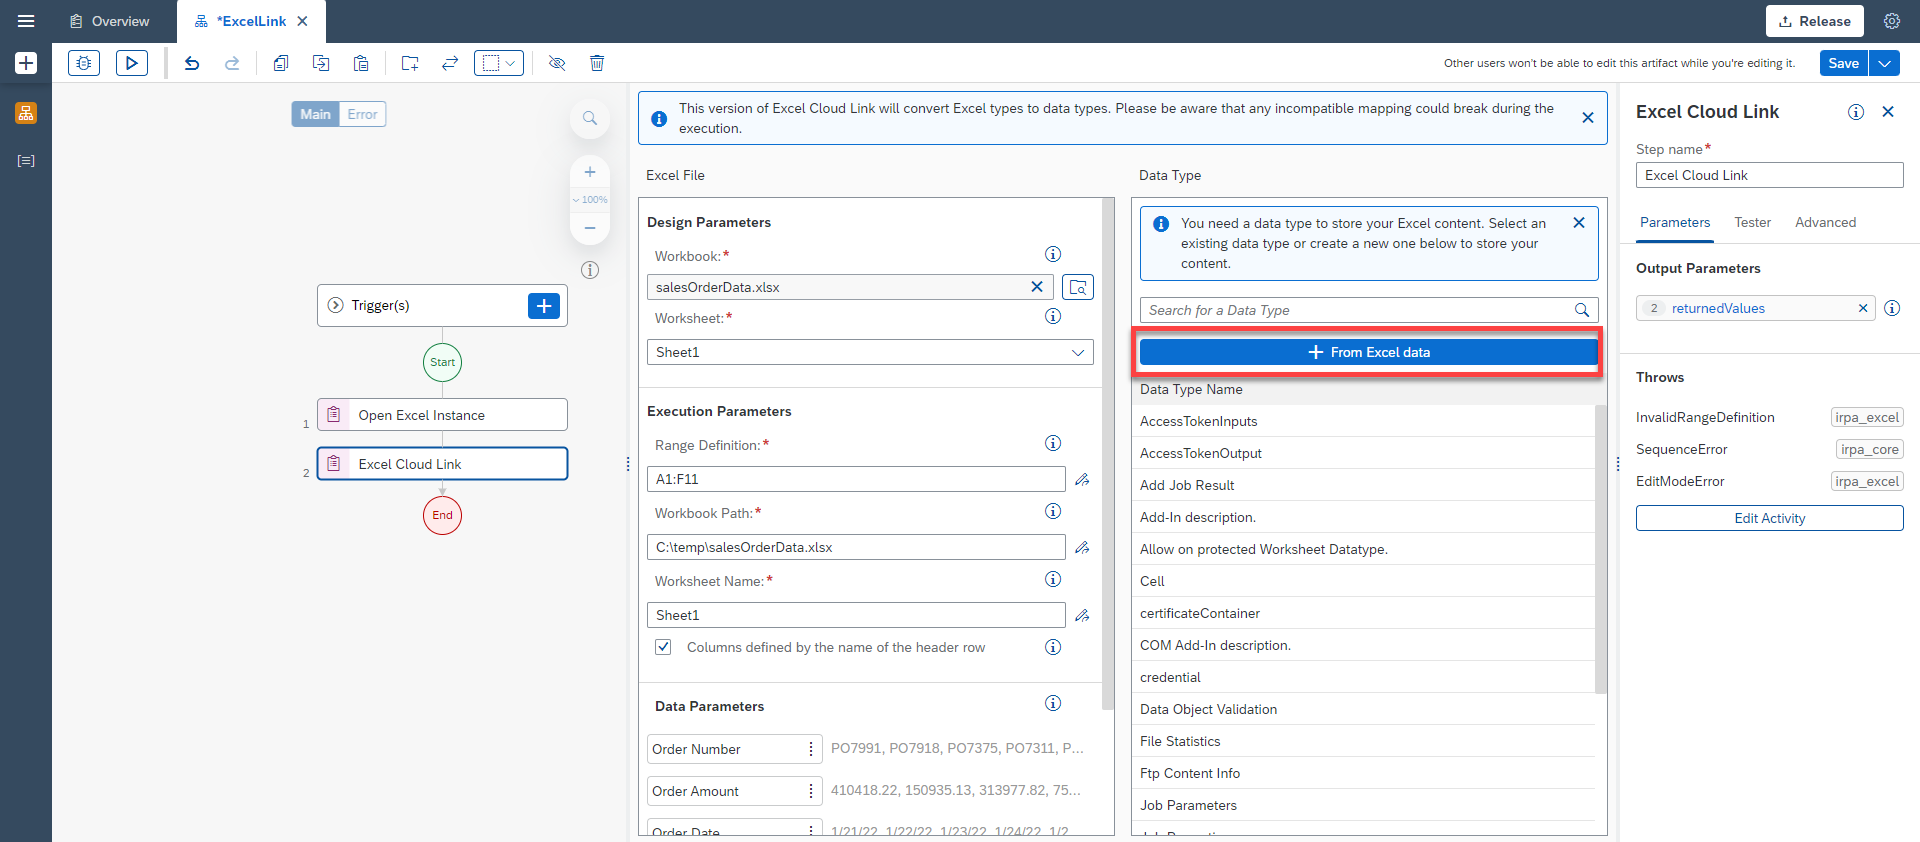 Overview
*ExcelLink
Release
Other users won't be able to edit this artifact while you're editing it.
Save
Main
Error
100%
Trigger(s)
Start
1
Open Excel Instance
2
Excel Cloud Link
End
This version of Excel Cloud Link will convert Excel types to data types. Please be aware that any incompatible mapping could break during the
execution.
Excel File
Design Parameters
Workbook:*
salesOrderData.xlsx
Worksheet:*
Sheet1
Execution Parameters
Range Definition:*
A1:F11
Workbook Path:*
C:\temp\salesOrderData.xlsx
Worksheet Name:*
Sheet1
Columns defined by the name of the header row
Data Parameters
Order Number
PO7991, PO7918, PO7375, PO7311, P...
Order Amount
410418.22, 150935.13, 313977.82, 75...
Order Date
1/21/22, 1/22/22, 1/23/22, 1/24/22, 1/2
Data Type
You need a data type to store your Excel content. Select an
existing data type or create a new one below to store your
content.
Search for a Data Type
From Excel data
Data Type Name
AccessTokenInputs
AccessTokenOutput
Add Job Result
Add-In description.
Allow on protected Worksheet Datatype.
Cell
certificateContainer
COM Add-In description.
credential
Data Object Validation
File Statistics
Ftp Content Info
Job Parameters
Excel Cloud Link
Step name*
Excel Cloud Link
Parameters
Tester
Advanced
Output Parameters
2 returnedValues
Throws
InvalidRangeDefinition
irpa_excel
SequenceError
irpa_core
EditModeError
irpa_excel
Edit Activity